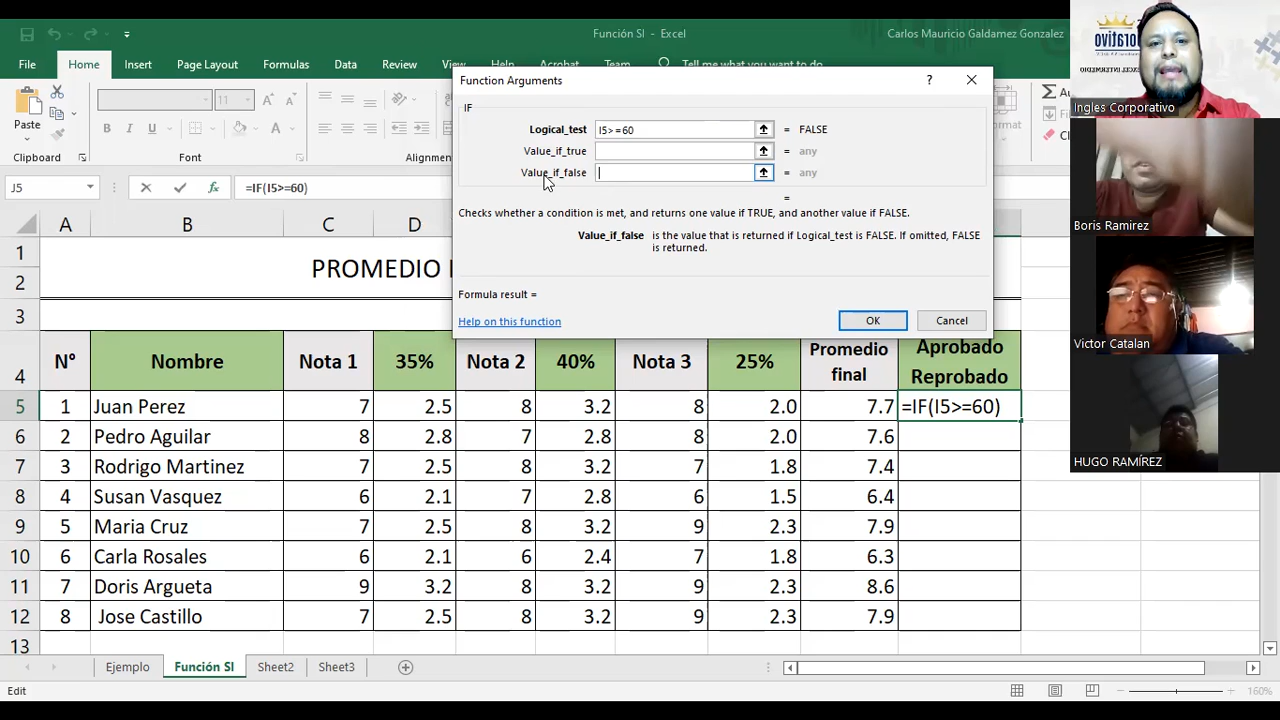 Función SI - Excel
Carlos Mauricio Galdamez Gonzalez
File Home Insert Page Layout Formulas Data Review View Help Acrobat Team Tell me what you want to do
Paste
11
Clipboard
Alignment
J5
=IF(I5>=60)
Function Arguments
?
IF
Logical_test I5>=60 = FALSE
Value_if_true = any
Value_if_false = any
=
Checks whether a condition is met, and returns one value if TRUE, and another value if FALSE.
Value_if_false is the value that is returned if Logical_test is FALSE. If omitted, FALSE
is returned.
Formula result =
Help on this function
OK Cancel
A B C D
1
2
3
4
PROMEDIO
N° Nombre Nota 1 35% Nota 2 40% Nota 3 25% Promedio final Aprobado Reprobado
5 1 Juan Perez 7 2.5 8 3.2 8 2.0 7.7 =IF(I5>=60)
6 2 Pedro Aguilar 8 2.8 7 2.8 8 2.0 7.6
7 3 Rodrigo Martinez 7 2.5 8 3.2 7 1.8 7.4
8 4 Susan Vasquez 6 2.1 7 2.8 6 1.5 6.4
9 5 Maria Cruz 7 2.5 8 3.2 9 2.3 7.9
10 6 Carla Rosales 6 2.1 6 2.4 7 1.8 6.3
11 7 Doris Argueta 9 3.2 8 3.2 9 2.3 8.6
12 8 Jose Castillo 7 2.5 8 3.2 9 2.3 7.9
13
Ejemplo Función SI Sheet2 Sheet3
Edit
160%
Ingles Corporativo
Boris Ramirez
Victor Catalan
HUGO RAMÍREZ